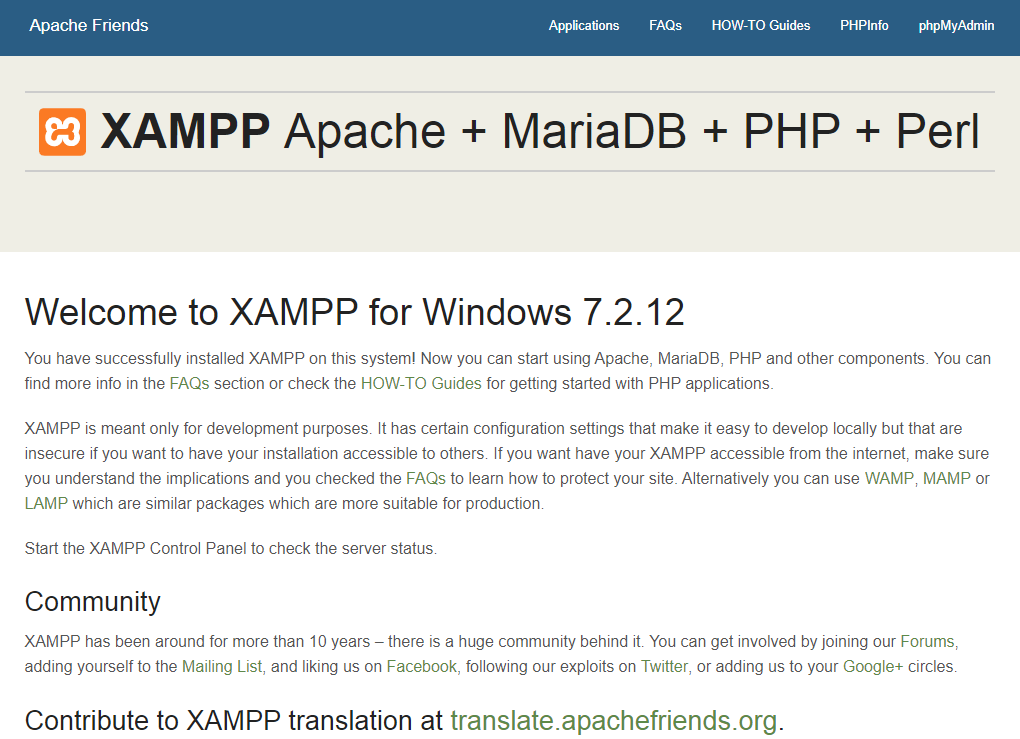 Apache Friends
Applications FAQs HOW-TO Guides PHPInfo phpMyAdmin
XAMPP Apache + MariaDB + PHP + Perl
Welcome to XAMPP for Windows 7.2.12
You have successfully installed XAMPP on this system! Now you can start using Apache, MariaDB, PHP and other components. You can
find more info in the FAQs section or check the HOW-TO Guides for getting started with PHP applications.
XAMPP is meant only for development purposes. It has certain configuration settings that make it easy to develop locally but that are
insecure if you want to have your installation accessible to others. If you want have your XAMPP accessible from the internet, make sure
you understand the implications and you checked the FAQs to learn how to protect your site. Alternatively you can use WAMP, MAMP or
LAMP which are similar packages which are more suitable for production.
Start the XAMPP Control Panel to check the server status.
Community
XAMPP has been around for more than 10 years – there is a huge community behind it. You can get involved by joining our Forums,
adding yourself to the Mailing List, and liking us on Facebook, following our exploits on Twitter, or adding us to your Google+ circles.
Contribute to XAMPP translation at translate.apachefriends.org.